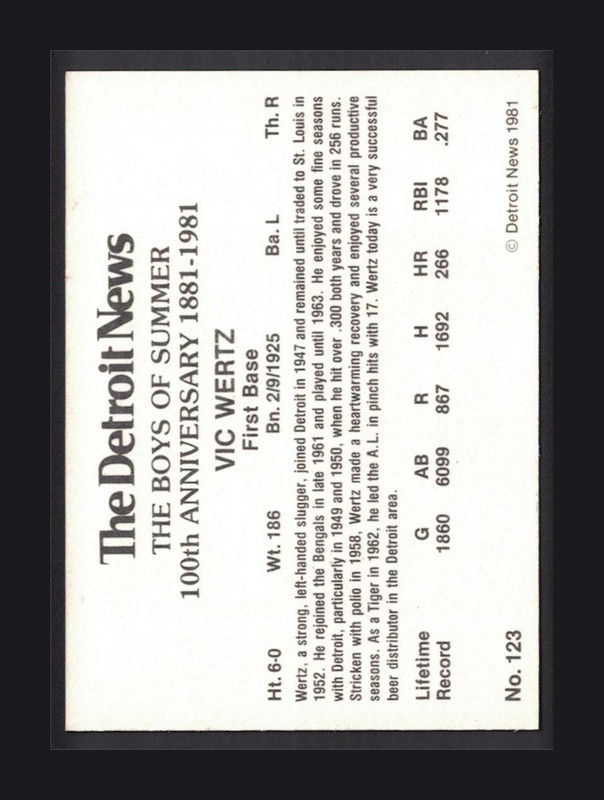 The Detroit News
THE BOYS OF SUMMER
100th ANNIVERSARY 1881-1981
VIC WERTZ
First Base
Ht. 6-0 Wt. 186 Bn. 2/9/1925 Ba. L Th. R
Wertz, a strong, left-handed slugger, joined Detroit in 1947 and remained until traded to St. Louis in
1952. He rejoined the Bengals in late 1961 and played until 1963. He enjoyed some fine seasons
with Detroit, particularly in 1949 and 1950, when he hit over .300 both years and drove in 256 runs.
Stricken with polio in 1958, Wertz made a heartwarming recovery and enjoyed several productive
seasons. As a Tiger in 1962, he led the A.L. in pinch hits with 17. Wertz today is a very successful
beer distributor in the Detroit area.
Lifetime G AB R H HR RBI BA
Record 1860 6099 867 1692 266 1178 .277
No. 123 © Detroit News 1981